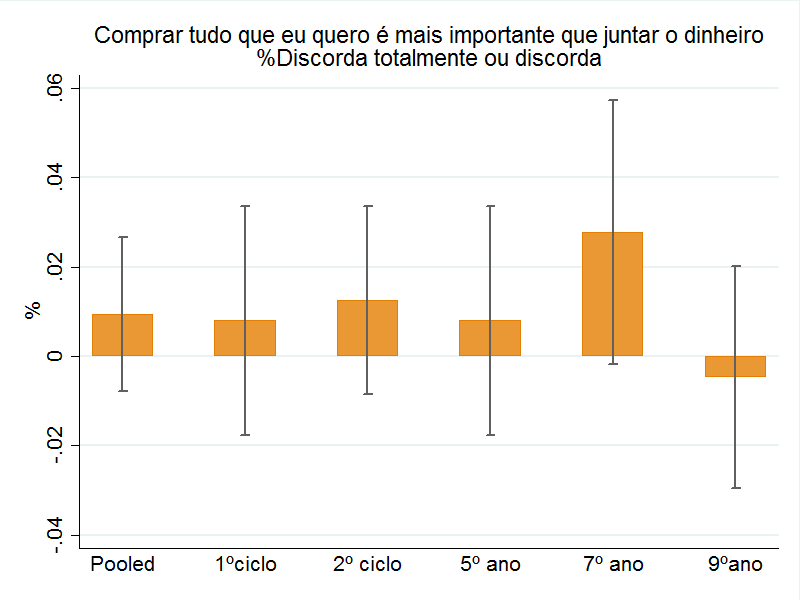 Comprar tudo que eu quero é mais importante que juntar o dinheiro
%Discorda totalmente ou discorda
.06
.04
.02
0
-.02
-.04
%
Pooled
1ºciclo
2º ciclo
5º ano
7º ano
9ºano